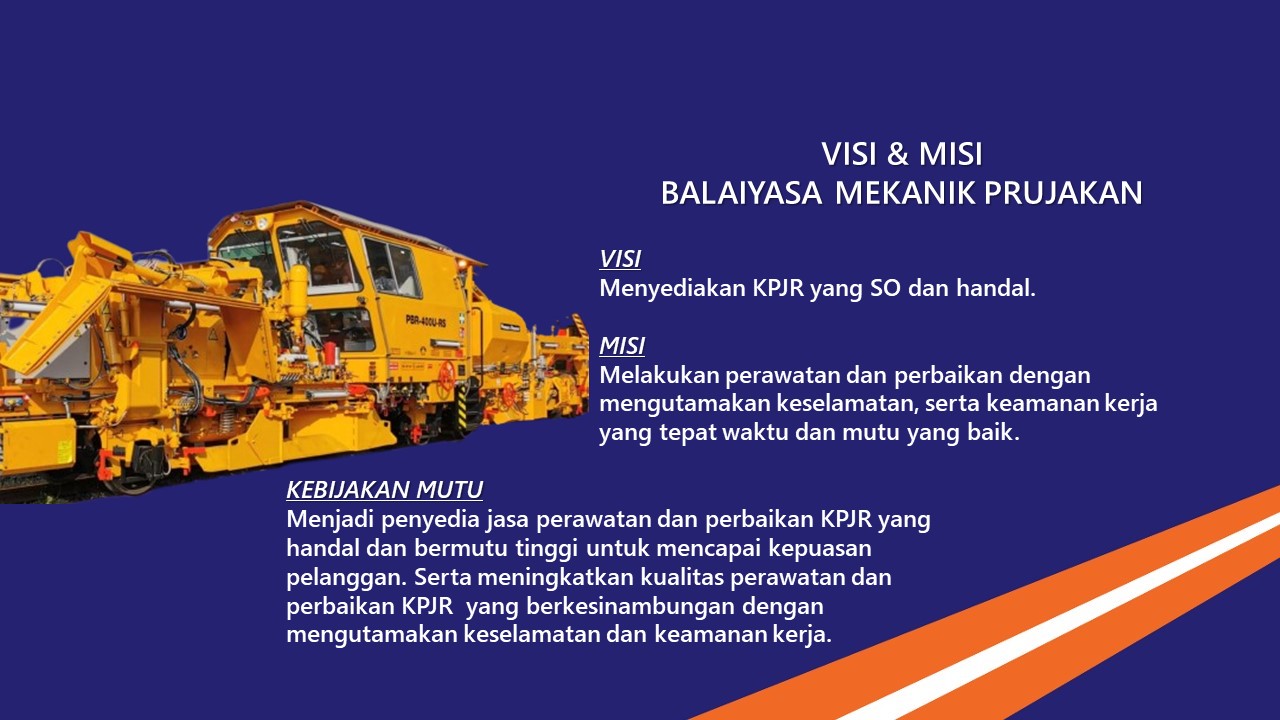 VISI & MISI
BALAIYASA MEKANIK PRUJAKAN
VISI
Menyediakan KPJR yang SO dan handal.
MISI
Melakukan perawatan dan perbaikan dengan
mengutamakan keselamatan, serta keamanan kerja
yang tepat waktu dan mutu yang baik.
PBR-400U-RS
KEBIJAKAN MUTU
Menjadi penyedia jasa perawatan dan perbaikan KPJR yang
handal dan bermutu tinggi untuk mencapai kepuasan
pelanggan. Serta meningkatkan kualitas perawatan dan
perbaikan KPJR  yang berkesinambungan dengan
mengutamakan keselamatan dan keamanan kerja.